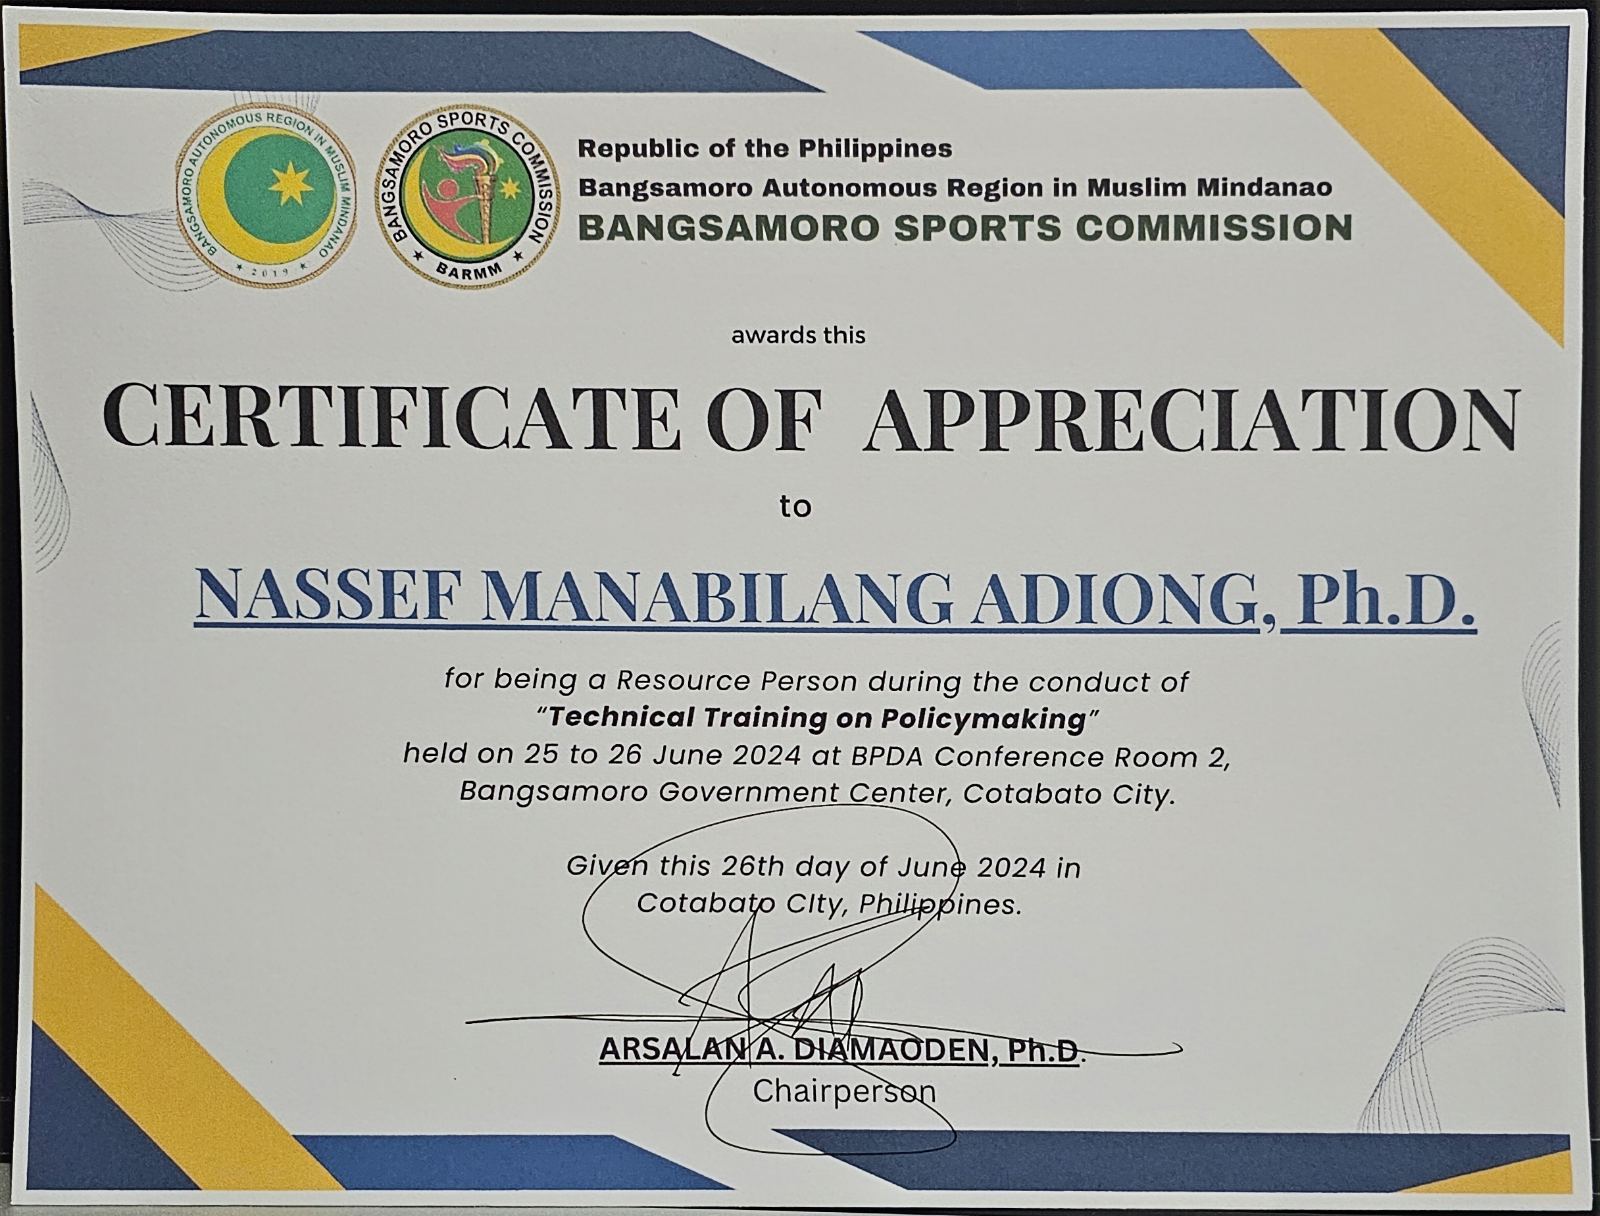 BANGSAMORO AUTONOMOUS REGION IN MUSLIM MINDANAO
2019
BANGSAMORO SPORTS COMMISSION
BARMM
Republic of the Philippines
Bangsamoro Autonomous Region in Muslim Mindanao
BANGSAMORO SPORTS COMMISSION
awards this
CERTIFICATE OF APPRECIATION
to
NASSEF MANABILANG ADIONG, Ph.D.
for being a Resource Person during the conduct of
“Technical Training on Policymaking”
held on 25 to 26 June 2024 at BPDA Conference Room 2,
Bangsamoro Government Center, Cotabato City.
Given this 26th day of June 2024 in
Cotabato CIty, Philippines.
ARSALAN A. DIAMAODEN, Ph.D.
Chairperson